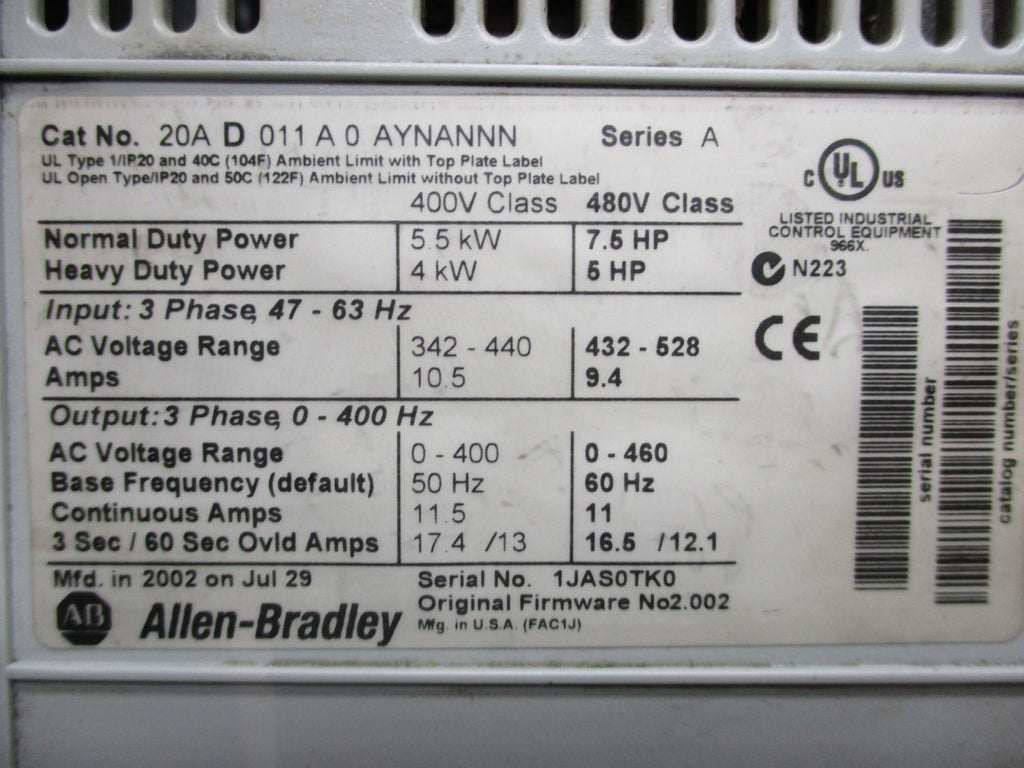 Cat No. 20A D 011 A 0 AYNANNN Series A
UL Type 1/IP20 and 40C (104F) Ambient Limit with Top Plate Label
UL Open Type/IP20 and 50C (122F) Ambient Limit without Top Plate Label
400V Class 480V Class
Normal Duty Power 5.5 kW 7.5 HP
Heavy Duty Power 4 kW 5 HP
Input: 3 Phase, 47 - 63 Hz
AC Voltage Range 342 - 440 432 - 528
Amps 10.5 9.4
Output: 3 Phase, 0 - 400 Hz
AC Voltage Range 0 - 400 0 - 460
Base Frequency (default) 50 Hz 60 Hz
Continuous Amps 11.5 11
3 Sec / 60 Sec Ovld Amps 17.4 /13 16.5 /12.1
Mfd. in 2002 on Jul 29 Serial No. 1JAS0TK0
Original Firmware No2.002
AB Allen-Bradley Mfg. in U.S.A. (FAC1J)
C UL US
LISTED INDUSTRIAL
CONTROL EQUIPMENT
966X.
N223
CE
serial number
catalog number/series